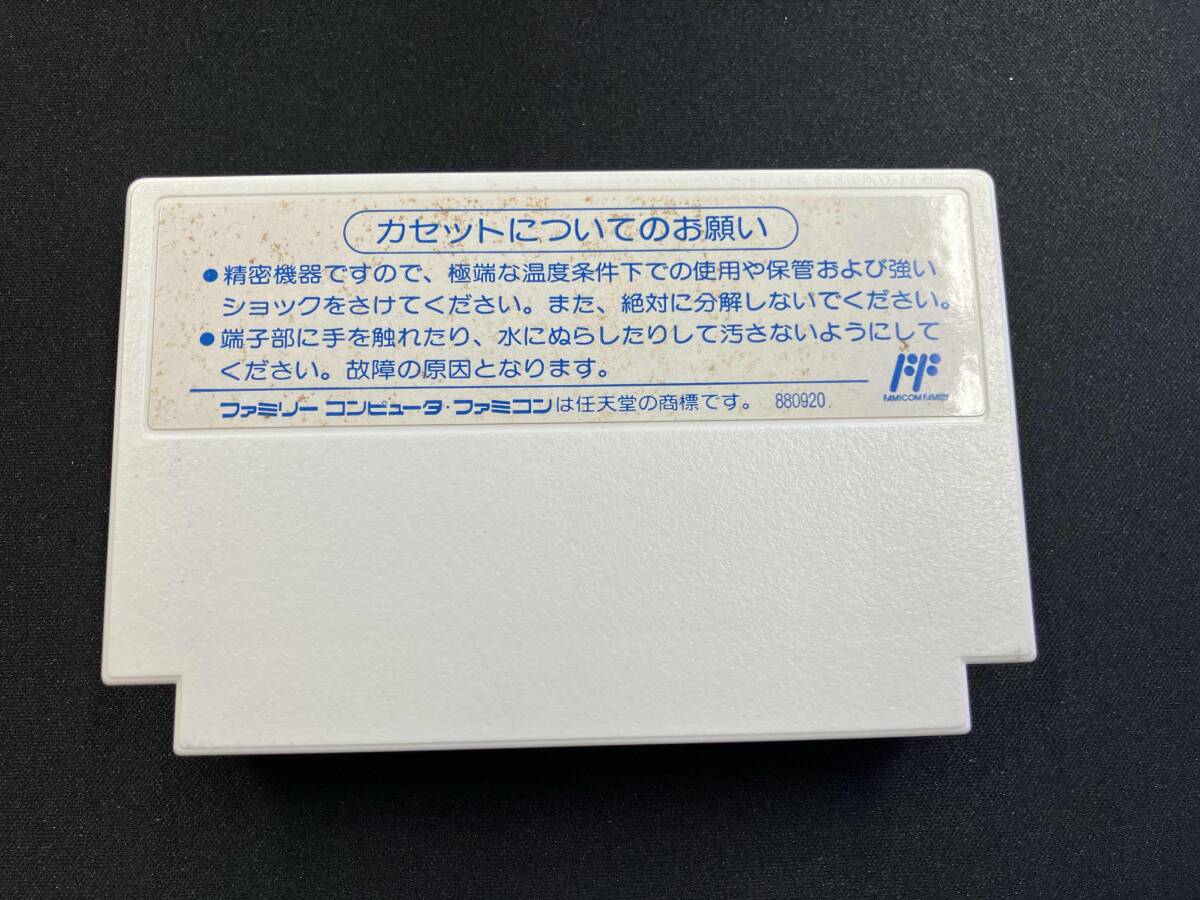 カセットについてのお願い
●精密機器ですので、極端な温度条件下での使用や保管および強い
ショックをさけてください。また、絶対に分解しないでください。
●端子部に手を触れたり、水にぬらしたりして汚さないようにして
ください。故障の原因となります。
ファミリー コンピュータ・ファミコンは任天堂の商標です。 880920
FF
FAMICOM FAMILY